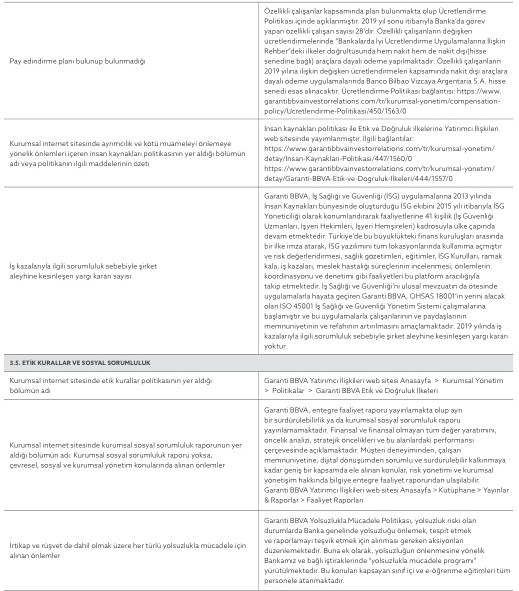 Pay edindirme planı bulunup bulunmadığı
Özellikli çalışanlar kapsamında plan bulunmakta olup Ücretlendirme
Politikası içinde açıklanmıştır. 2019 yıl sonu itibarıyla Banka'da görev
yapan özellikli çalışan sayısı 28'dir. Özellikli çalışanların değişken
ücretlendirmelerinde "Bankalarda İyi Ücretlendirme Uygulamalarına İlişkin
Rehber"deki ilkeler doğrultusunda hem nakit hem de nakit dışı(hisse
senedine bağlı) araçlara dayalı ödeme yapılmaktadır. Özellikli çalışanların
2019 yılına ilişkin değişken ücretlendirmeleri kapsamında nakit dışı araçlara
dayalı ödeme uygulamalarında Banco Bilbao Vizcaya Argentaria S.A. hisse
senedi esas alınacaktır. Ücretlendirme Politikası bağlantısı: https://www.
garantibbvainvestorrelations.com/tr/kurumsal-yonetim/compensation-
policy/Ucretlendirme-Politikasi/450/1563/0
Kurumsal internet sitesinde ayrımcılık ve kötü muameleyi önlemeye
yönelik önlemleri içeren insan kaynakları politikasının yer aldığı bölümün
adı veya politikanın ilgili maddelerinin özeti
İnsan kaynakları politikası ile Etik ve Doğruluk ilkelerine Yatırımcı İlişkileri
web sitesinde yayımlanmıştır. İlgili bağlantılar:
https://www.garantibbvainvestorrelations.com/tr/kurumsal-yonetim/
detay/Insan-Kaynaklari-Politikasi/447/1560/0
https://www.garantibbvainvestorrelations.com/tr/kurumsal-yonetim/
detay/Garanti-BBVA-Etik-ve-Dogruluk-Ilkeleri/444/1557/0
İş kazalarıyla ilgili sorumluluk sebebiyle şirket
aleyhine kesinleşen yargı kararı sayısı
Garanti BBVA, İş Sağlığı ve Güvenliği (İSG) uygulamalarına 2013 yılında
İnsan Kaynakları bünyesinde oluşturduğu İSG ekibini 2015 yılı itibarıyla İSG
Yöneticiliği olarak konumlandırarak faaliyetlerine 41 kişilik (İş Güvenliği
Uzmanları, İşyeri Hekimleri, İşyeri Hemşireleri) kadrosuyla ülke çapında
devam etmektedir. Türkiye'de bu büyüklükteki finans kuruluşları arasında
bir ilke imza atarak, İSG yazılımını tüm lokasyonlarında kullanıma açmıştır
ve risk değerlendirmesi, sağlık gözetimleri, eğitimler, İSG Kurulları, ramak
kala, iş kazaları, meslek hastalığı süreçlerinin incelenmesi, önlemlerin
koordinasyonu ve denetimi gibi faaliyetleri bu platform aracılığıyla
takip etmektedir. İş Sağlığı ve Güvenliği'ni ulusal mevzuatın da ötesinde
uygulamalarla hayata geçiren Garanti BBVA, OHSAS 18001'in yerini alacak
olan ISO 45001 İş Sağlığı ve Güvenliği Yönetim Sistemi çalışmalarına
başlamıştır ve bu uygulamalarla çalışanlarının ve paydaşlarının
memnuniyetinin ve refahının artırılmasını amaçlamaktadır. 2019 yılında iş
kazalarıyla ilgili sorumluluk sebebiyle şirket aleyhine kesinleşen yargı kararı
yoktur.
3.5. ETİK KURALLAR VE SOSYAL SORUMLULUK
Kurumsal internet sitesinde etik kurallar politikasının yer aldığı
bölümün adı
Garanti BBVA Yatırımcı İlişkileri web sitesi Anasayfa > Kurumsal Yönetim
> Politikalar > Garanti BBVA Etik ve Doğruluk İlkeleri
Kurumsal internet sitesinde kurumsal sosyal sorumluluk raporunun yer
aldığı bölümün adı. Kurumsal sosyal sorumluluk raporu yoksa,
çevresel, sosyal ve kurumsal yönetim konularında alınan önlemler
Garanti BBVA, entegre faaliyet raporu yayınlamakta olup ayrı
bir sürdürülebilirlik ya da kurumsal sosyal sorumluluk raporu
yayınlamamaktadır. Finansal ve finansal olmayan tüm değer yaratımını,
öncelik analizi, stratejik öncelikleri ve bu alanlardaki performansı
çerçevesinde açıklamaktadır. Müşteri deneyiminden, çalışan
memnuniyetine, dijital dönüşümden sorumlu ve sürdürülebilir kalkınmaya
kadar geniş bir kapsamda ele alınan konular, risk yönetimi ve kurumsal
yönetişim hakkında bilgiye entegre faaliyet raporundan ulaşılabilir.
Garanti BBVA Yatırımcı İlişkileri web sitesi Anasayfa > Kütüphane > Yayınlar
& Raporlar > Faaliyet Raporları
İrtikap ve rüşvet de dahil olmak üzere her türlü yolsuzlukla mücadele için
alınan önlemler
Garanti BBVA Yolsuzlukla Mücadele Politikası, yolsuzluk riski olan
durumlarda Banka genelinde yolsuzluğu önlemek, tespit etmek
ve raporlamayı teşvik etmek için alınması gereken aksiyonları
düzenlemektedir. Buna ek olarak, yolsuzluğun önlenmesine yönelik
Bankamız ve bağlı iştiraklerinde "yolsuzlukla mücadele programı"
yürütülmektedir. Bu konuları kapsayan sınıf içi ve e-öğrenme eğitimleri tüm
personele atanmaktadır.